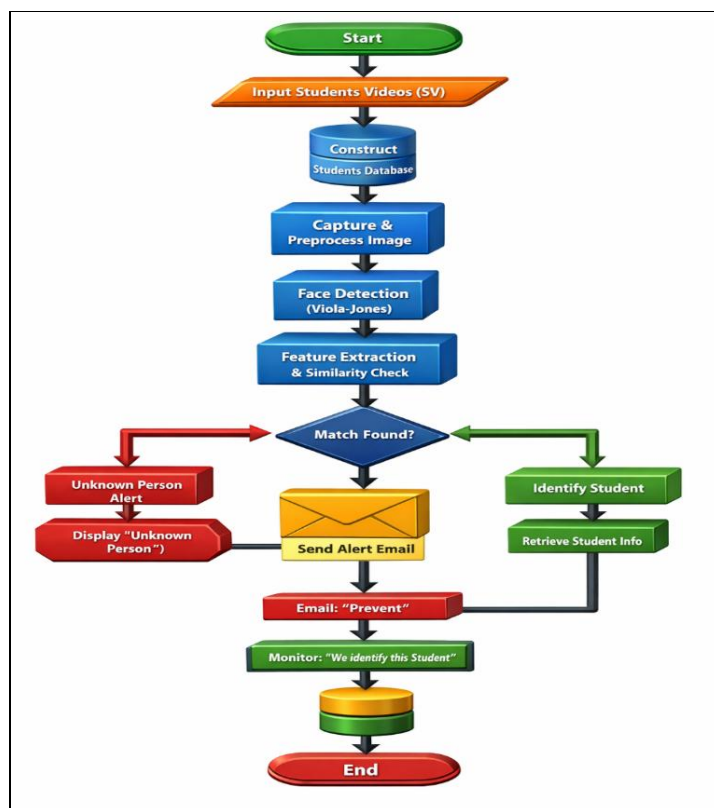 Start
Input Students Videos (SV)
Construct
Students Database
Capture &
Preprocess Image
Face Detection
(Viola-Jones)
Feature Extraction
& Similarity Check
Match Found?
Unknown Person
Alert
Display "Unknown
Person")
Send Alert Email
Identify Student
Retrieve Student Info
Email: "Prevent"
Monitor: "We identify this Student"
End